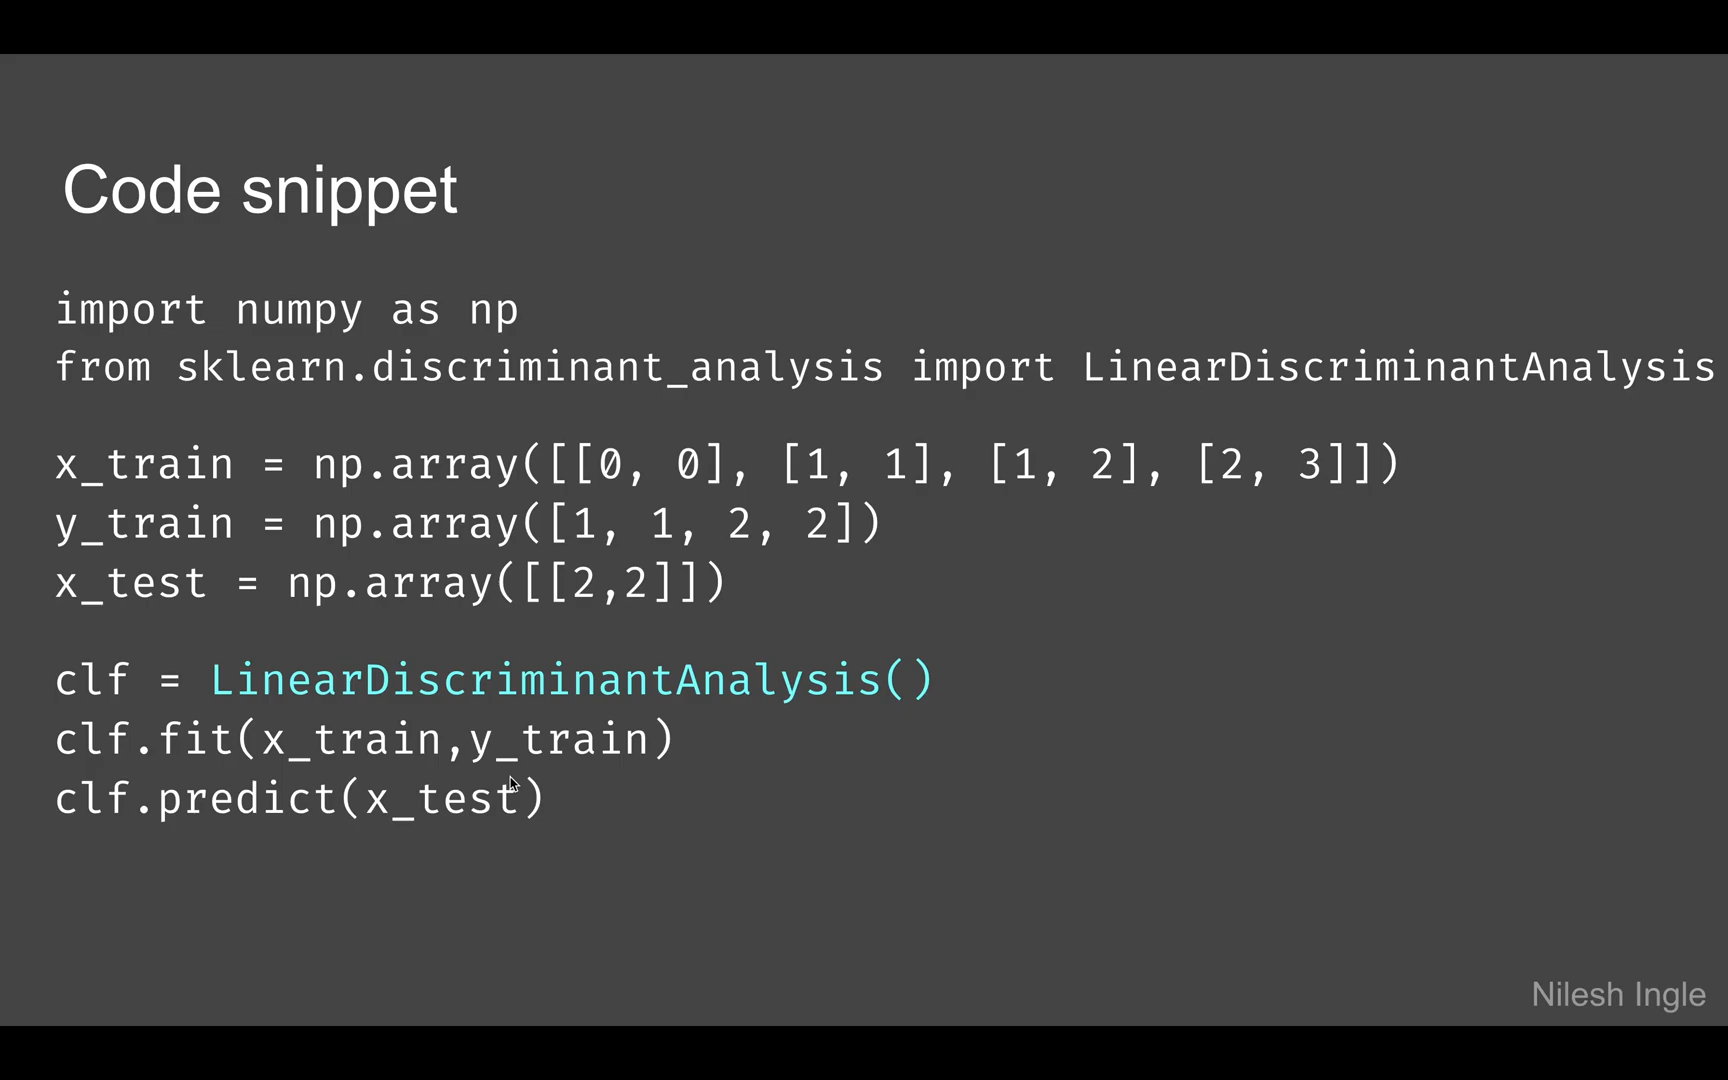 Code snippet
import numpy as np
from sklearn.discriminant_analysis import LinearDiscriminantAnalysis
x_train = np.array([[0, 0], [1, 1], [1, 2], [2, 3]])
y_train = np.array([1, 1, 2, 2])
x_test = np.array([[2,2]])
clf = LinearDiscriminantAnalysis()
clf.fit(x_train,y_train)
clf.predict(x_test)
Nilesh Ingle